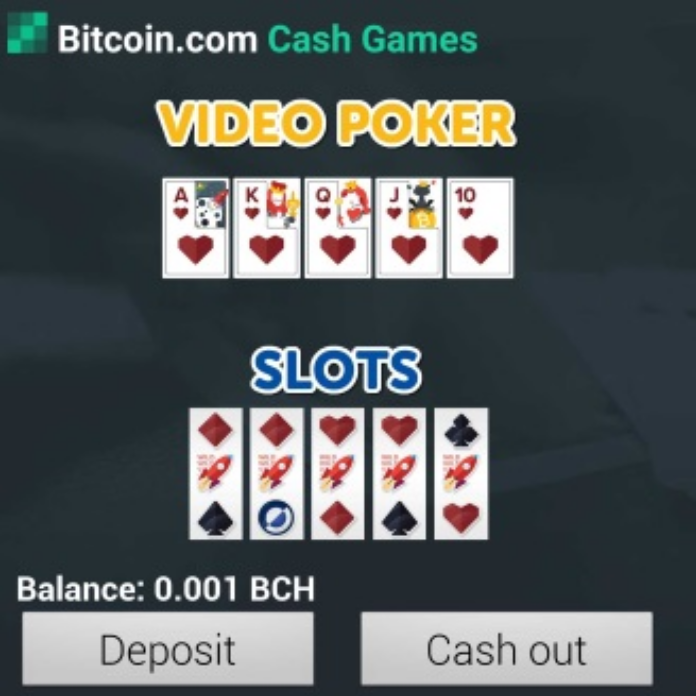 Bitcoin.com Cash Games
VIDEO POKER
A K Q J 10
SLOTS
Balance: 0.001 BCH
Deposit Cash out